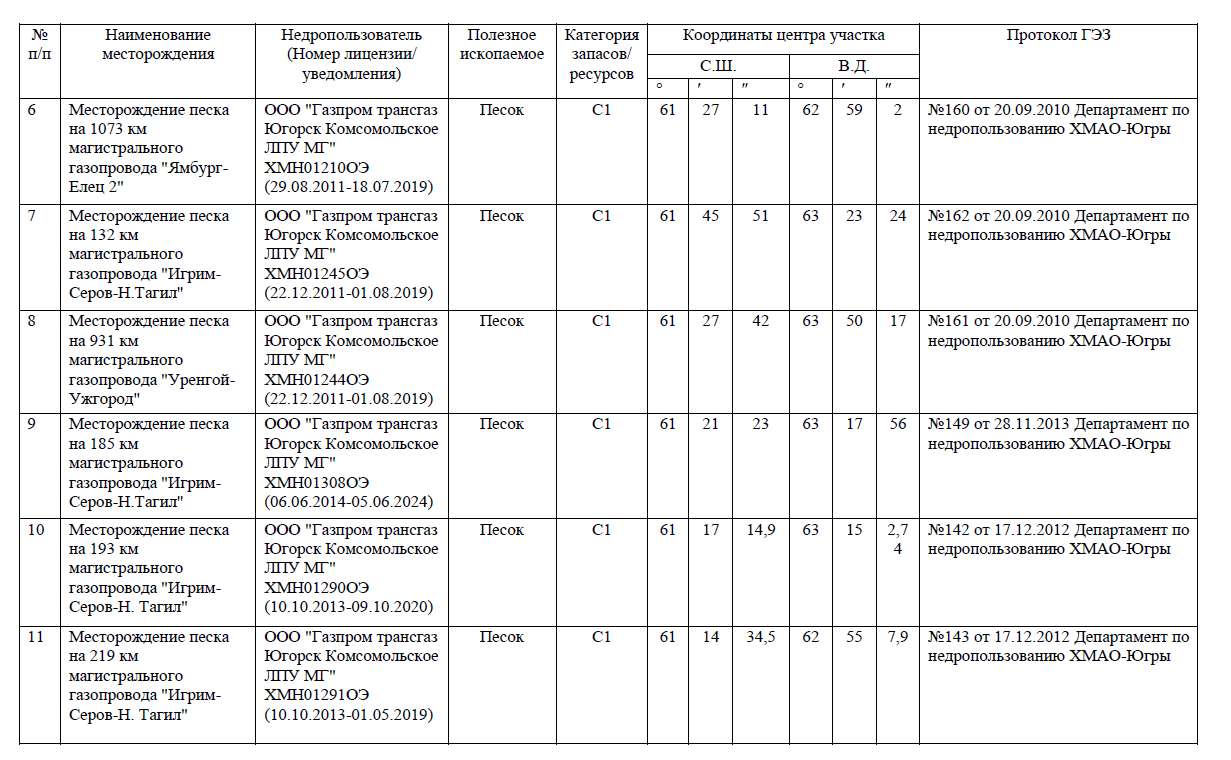 № п/п
Наименование месторождения
Недропользователь (Номер лицензии/ уведомления)
Полезное ископаемое
Категория запасов/ ресурсов
Координаты центра участка
Протокол ГЭЗ
С.Ш.
В.Д.
° ′ ″ ° ′ ″
6
Месторождение песка
на 1073 км
магистрального
газопровода "Ямбург-
Елец 2"
ООО "Газпром трансгаз
Югорск Комсомольское
ЛПУ МГ"
ХМН01210ОЭ
(29.08.2011-18.07.2019)
Песок
С1
61 27 11 62 59 2
№160 от 20.09.2010 Департамент по
недропользованию ХМАО-Югры
7
Месторождение песка
на 132 км
магистрального
газопровода "Игрим-
Серов-Н.Тагил"
ООО "Газпром трансгаз
Югорск Комсомольское
ЛПУ МГ"
ХМН01245ОЭ
(22.12.2011-01.08.2019)
Песок
С1
61 45 51 63 23 24
№162 от 20.09.2010 Департамент по
недропользованию ХМАО-Югры
8
Месторождение песка
на 931 км
магистрального
газопровода "Уренгой-
Ужгород"
ООО "Газпром трансгаз
Югорск Комсомольское
ЛПУ МГ"
ХМН01244ОЭ
(22.12.2011-01.08.2019)
Песок
С1
61 27 42 63 50 17
№161 от 20.09.2010 Департамент по
недропользованию ХМАО-Югры
9
Месторождение песка
на 185 км
магистрального
газопровода "Игрим-
Серов-Н.Тагил"
ООО "Газпром трансгаз
Югорск Комсомольское
ЛПУ МГ"
ХМН01308ОЭ
(06.06.2014-05.06.2024)
Песок
С1
61 21 23 63 17 56
№149 от 28.11.2013 Департамент по
недропользованию ХМАО-Югры
10
Месторождение песка
на 193 км
магистрального
газопровода "Игрим-
Серов-Н. Тагил"
ООО "Газпром трансгаз
Югорск Комсомольское
ЛПУ МГ"
ХМН01290ОЭ
(10.10.2013-09.10.2020)
Песок
С1
61 17 14,9 63 15 2,7
4
№142 от 17.12.2012 Департамент по
недропользованию ХМАО-Югры
11
Месторождение песка
на 219 км
магистрального
газопровода "Игрим-
Серов-Н. Тагил"
ООО "Газпром трансгаз
Югорск Комсомольское
ЛПУ МГ"
ХМН01291ОЭ
(10.10.2013-01.05.2019)
Песок
С1
61 14 34,5 62 55 7,9
№143 от 17.12.2012 Департамент по
недропользованию ХМАО-Югры